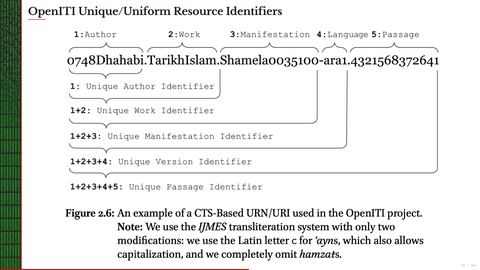 OpenITI Unique/Uniform Resource Identifiers
1:Author 2:Work 3:Manifestation 4:Language 5:Passage
0748Dhahabi.TarikhIslam.Shamela0035100-ara1.4321568372641
1: Unique Author Identifier
1+2: Unique Work Identifier
1+2+3: Unique Manifestation Identifier
1+2+3+4: Unique Version Identifier
1+2+3+4+5: Unique Passage Identifier
Figure 2.6: An example of a CTS-Based URN/URI used in the OpenITI project.
Note: We use the IJMES transliteration system with only two
modifications: we use the Latin letter c for ʿayns, which also allows
capitalization, and we completely omit hamzats.